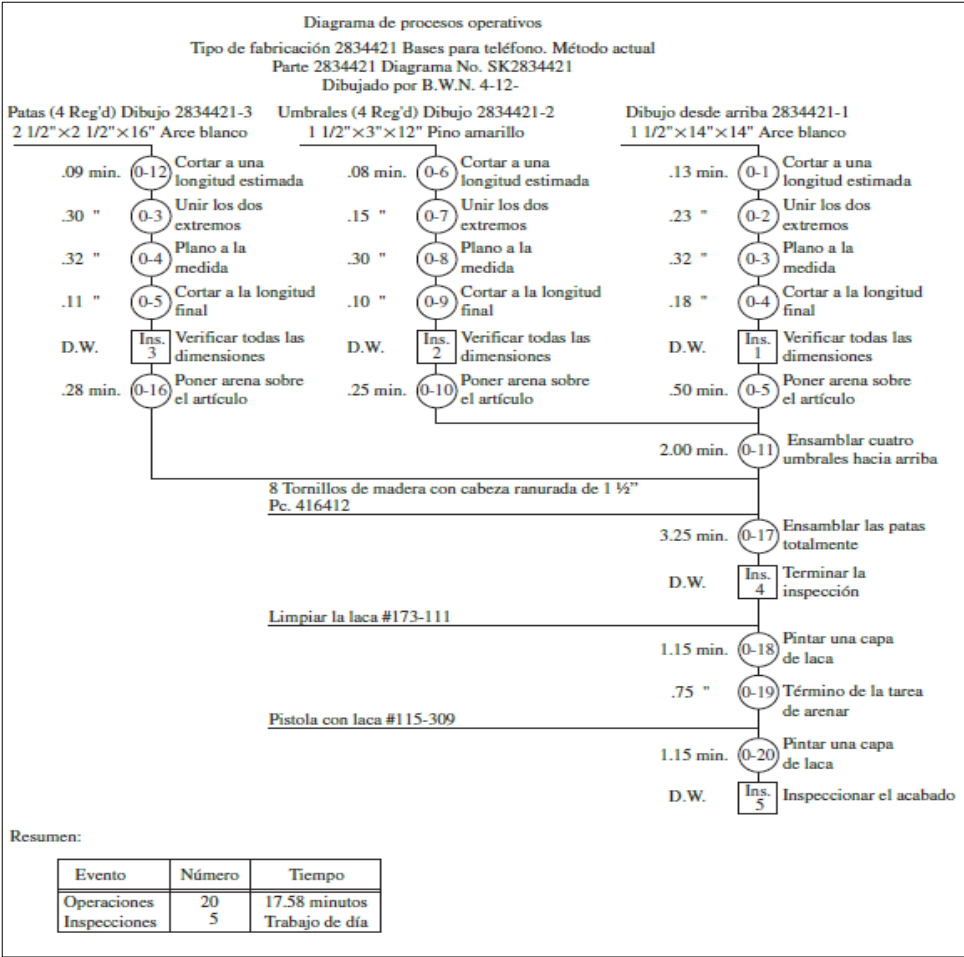 Diagrama de procesos operativos
Tipo de fabricación 2834421 Bases para teléfono. Método actual
Parte 2834421 Diagrama No. SK2834421
Dibujado por B.W.N. 4-12-
Patas (4 Reg'd) Dibujo 2834421-3
2 1/2"×2 1/2"×16" Arce blanco
.09 min. 0-12 Cortar a una
longitud estimada
.30 " 0-3 Unir los dos
extremos
.32 " 0-4 Plano a la
medida
.11 " 0-5 Cortar a la longitud
final
D.W. Ins. 3 Verificar todas las
dimensiones
.28 min. 0-16 Poner arena sobre
el artículo
Umbrales (4 Reg'd) Dibujo 2834421-2
1 1/2"×3"×12" Pino amarillo
.08 min. 0-6 Cortar a una
longitud estimada
.15 " 0-7 Unir los dos
extremos
.30 " 0-8 Plano a la
medida
.10 " 0-9 Cortar a la longitud
final
D.W. Ins. 2 Verificar todas las
dimensiones
.25 min. 0-10 Poner arena sobre
el artículo
Dibujo desde arriba 2834421-1
1 1/2"×14"×14" Arce blanco
.13 min. 0-1 Cortar a una
longitud estimada
.23 " 0-2 Unir los dos
extremos
.32 " 0-3 Plano a la
medida
.18 " 0-4 Cortar a la longitud
final
D.W. Ins. 1 Verificar todas las
dimensiones
.50 min. 0-5 Poner arena sobre
el artículo
2.00 min. 0-11 Ensamblar cuatro
umbrales hacia arriba
8 Tornillos de madera con cabeza ranurada de 1 ½”
Pc. 416412
3.25 min. 0-17 Ensamblar las patas
totalmente
D.W. Ins. 4 Terminar la
inspección
Limpiar la laca #173-111
1.15 min. 0-18 Pintar una capa
de laca
.75 " 0-19 Término de la tarea
de arenar
Pistola con laca #115-309
1.15 min. 0-20 Pintar una capa
de laca
D.W. Ins. 5 Inspeccionar el acabado
Resumen:
Evento Número Tiempo
Operaciones 20 17.58 minutos
Inspecciones 5 Trabajo de día